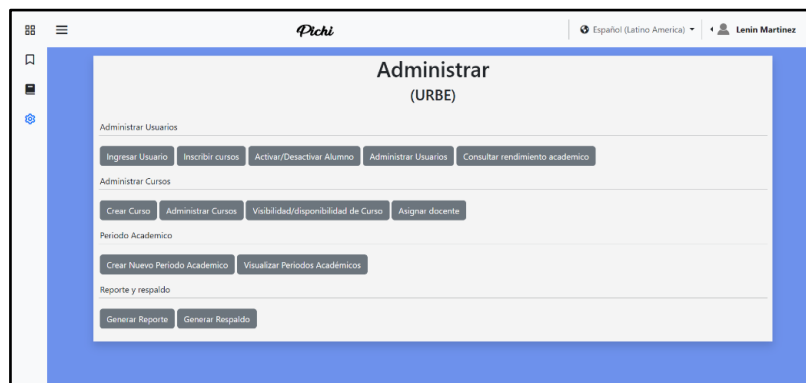 Pichi
Español (Latino America)
Lenin Martinez
Administrar
(URBE)
Administrar Usuarios
Ingresar Usuario Inscribir cursos Activar/Desactivar Alumno Administrar Usuarios Consultar rendimiento academico
Administrar Cursos
Crear Curso Administrar Cursos Visibilidad/disponibilidad de Curso Asignar docente
Periodo Academico
Crear Nuevo Periodo Academico Visualizar Periodos Académicos
Reporte y respaldo
Generar Reporte Generar Respaldo